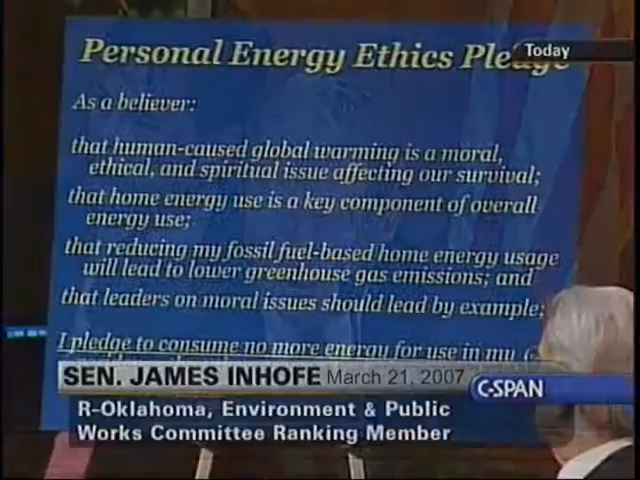 Personal Energy Ethics Pledge
Today
As a believer:
that human-caused global warming is a moral,
ethical, and spiritual issue affecting our survival;
that home energy use is a key component of overall
energy use;
that reducing my fossil fuel-based home energy usage
will lead to lower greenhouse gas emissions; and
that leaders on moral issues should lead by example;
I pledge to consume no more energy for use in my
SEN. JAMES INHOFE March 21, 2007
C-SPAN
R-Oklahoma, Environment & Public
Works Committee Ranking Member